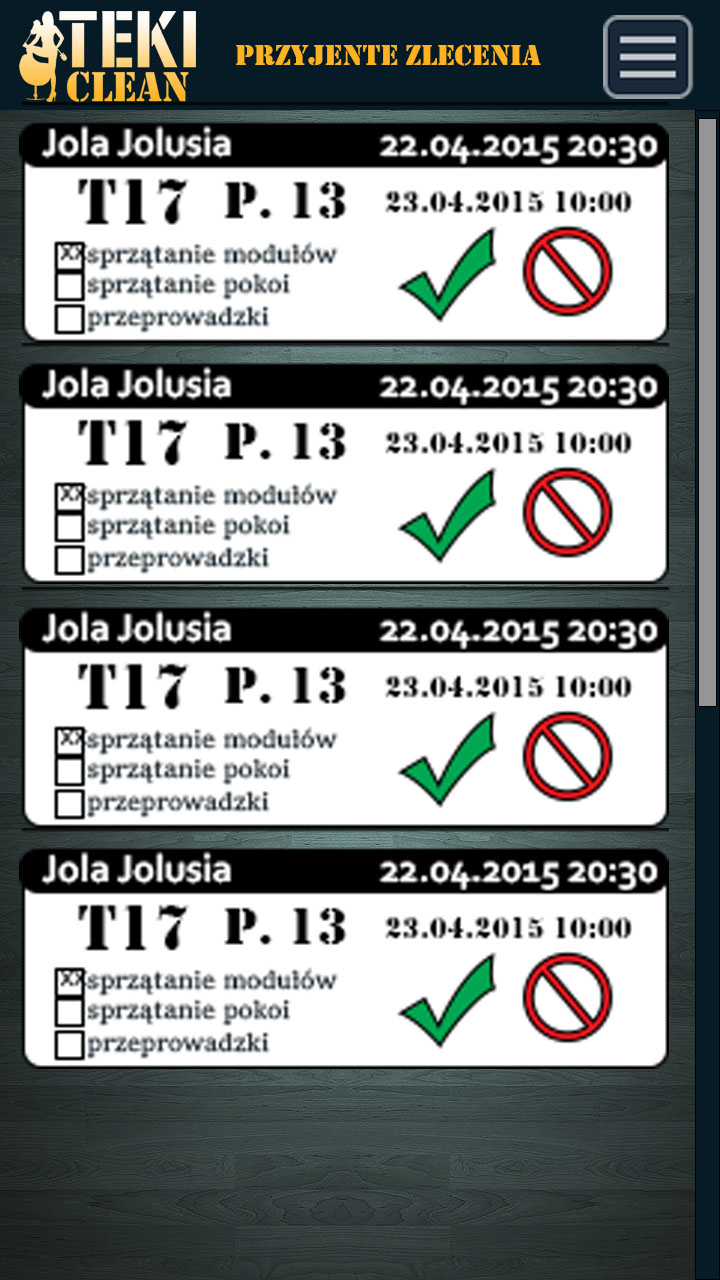 TEKI
CLEAN
PRZYJENTE ZLECENIA
Jola Jolusia 22.04.2015 20:30
T17 P. 13 23.04.2015 10:00
XX sprzątanie modułów
sprzątanie pokoi
przeprowadzki
Jola Jolusia 22.04.2015 20:30
T17 P. 13 23.04.2015 10:00
XX sprzątanie modułów
sprzątanie pokoi
przeprowadzki
Jola Jolusia 22.04.2015 20:30
T17 P. 13 23.04.2015 10:00
XX sprzątanie modułów
sprzątanie pokoi
przeprowadzki
Jola Jolusia 22.04.2015 20:30
T17 P. 13 23.04.2015 10:00
XX sprzątanie modułów
sprzątanie pokoi
przeprowadzki